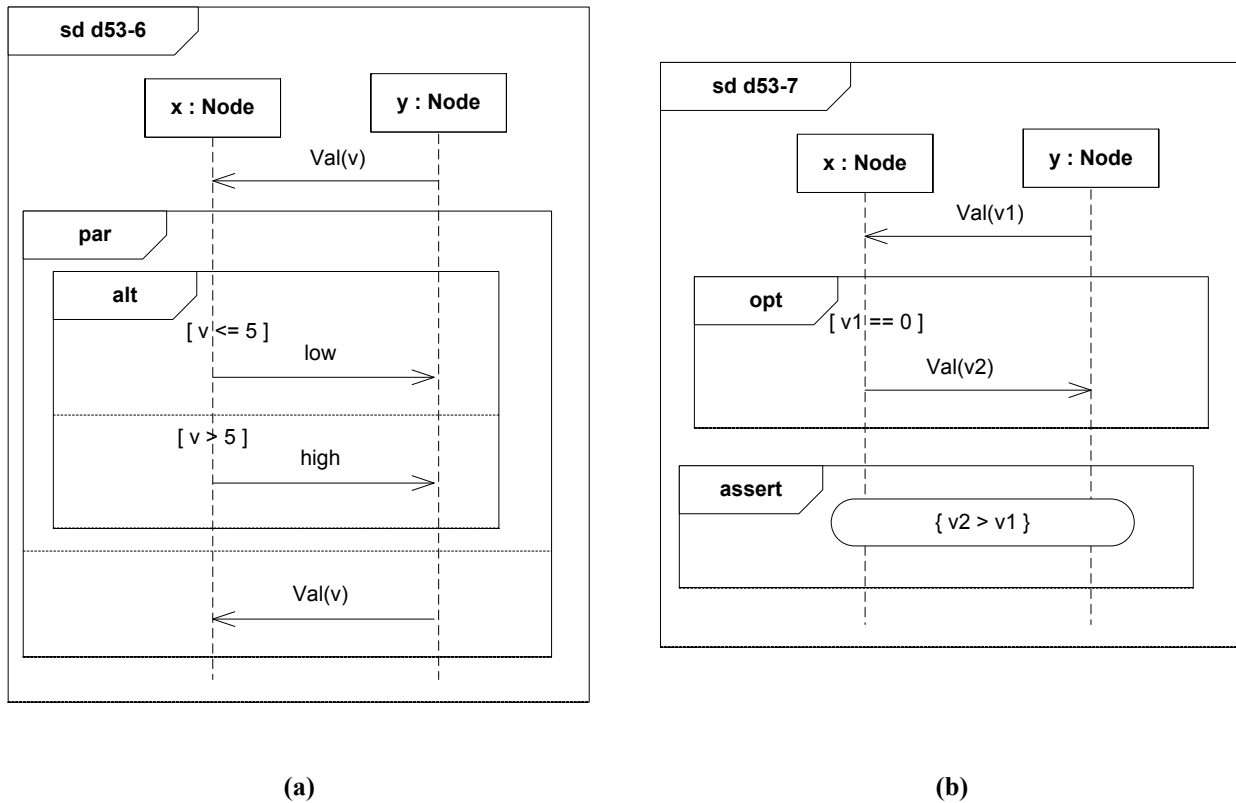 sd d53-6
x : Node
y : Node
Val(v)
par
alt
[ v <= 5 ]
low
[ v > 5 ]
high
Val(v)
(a)
sd d53-7
x : Node
y : Node
Val(v1)
opt
[ v1 == 0 ]
Val(v2)
assert
{ v2 > v1 }
(b)